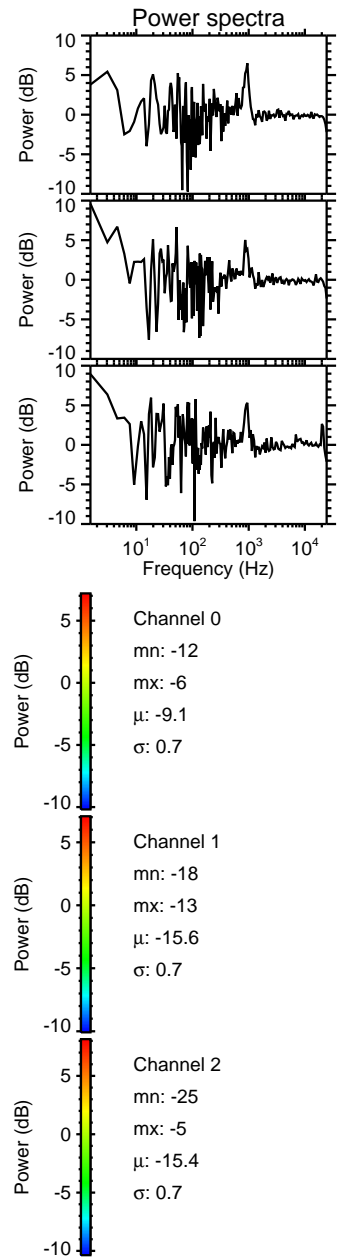 Power spectra
10
5
0
-5
-10
Power (dB)
10
5
0
-5
-10
Power (dB)
10
5
0
-5
-10
Power (dB)
10¹ 10² 10³ 10⁴
Frequency (Hz)
5
0
-5
-10
Power (dB)
Channel 0
mn: -12
mx: -6
μ: -9.1
σ: 0.7
5
0
-5
-10
Power (dB)
Channel 1
mn: -18
mx: -13
μ: -15.6
σ: 0.7
5
0
-5
-10
Power (dB)
Channel 2
mn: -25
mx: -5
μ: -15.4
σ: 0.7